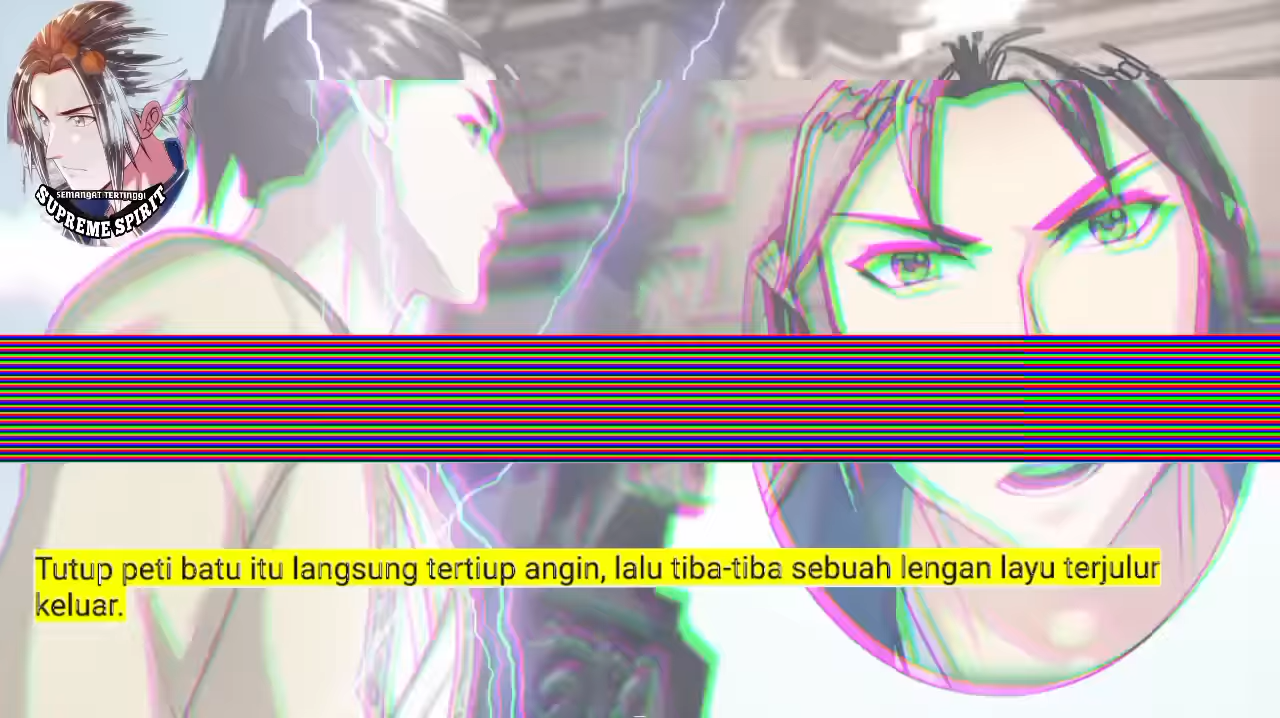 SEMANGAT TERTINGGI
SUPREME SPIRIT
Tutup peti batu itu langsung tertiup angin, lalu tiba-tiba sebuah lengan layu terjulur
keluar.